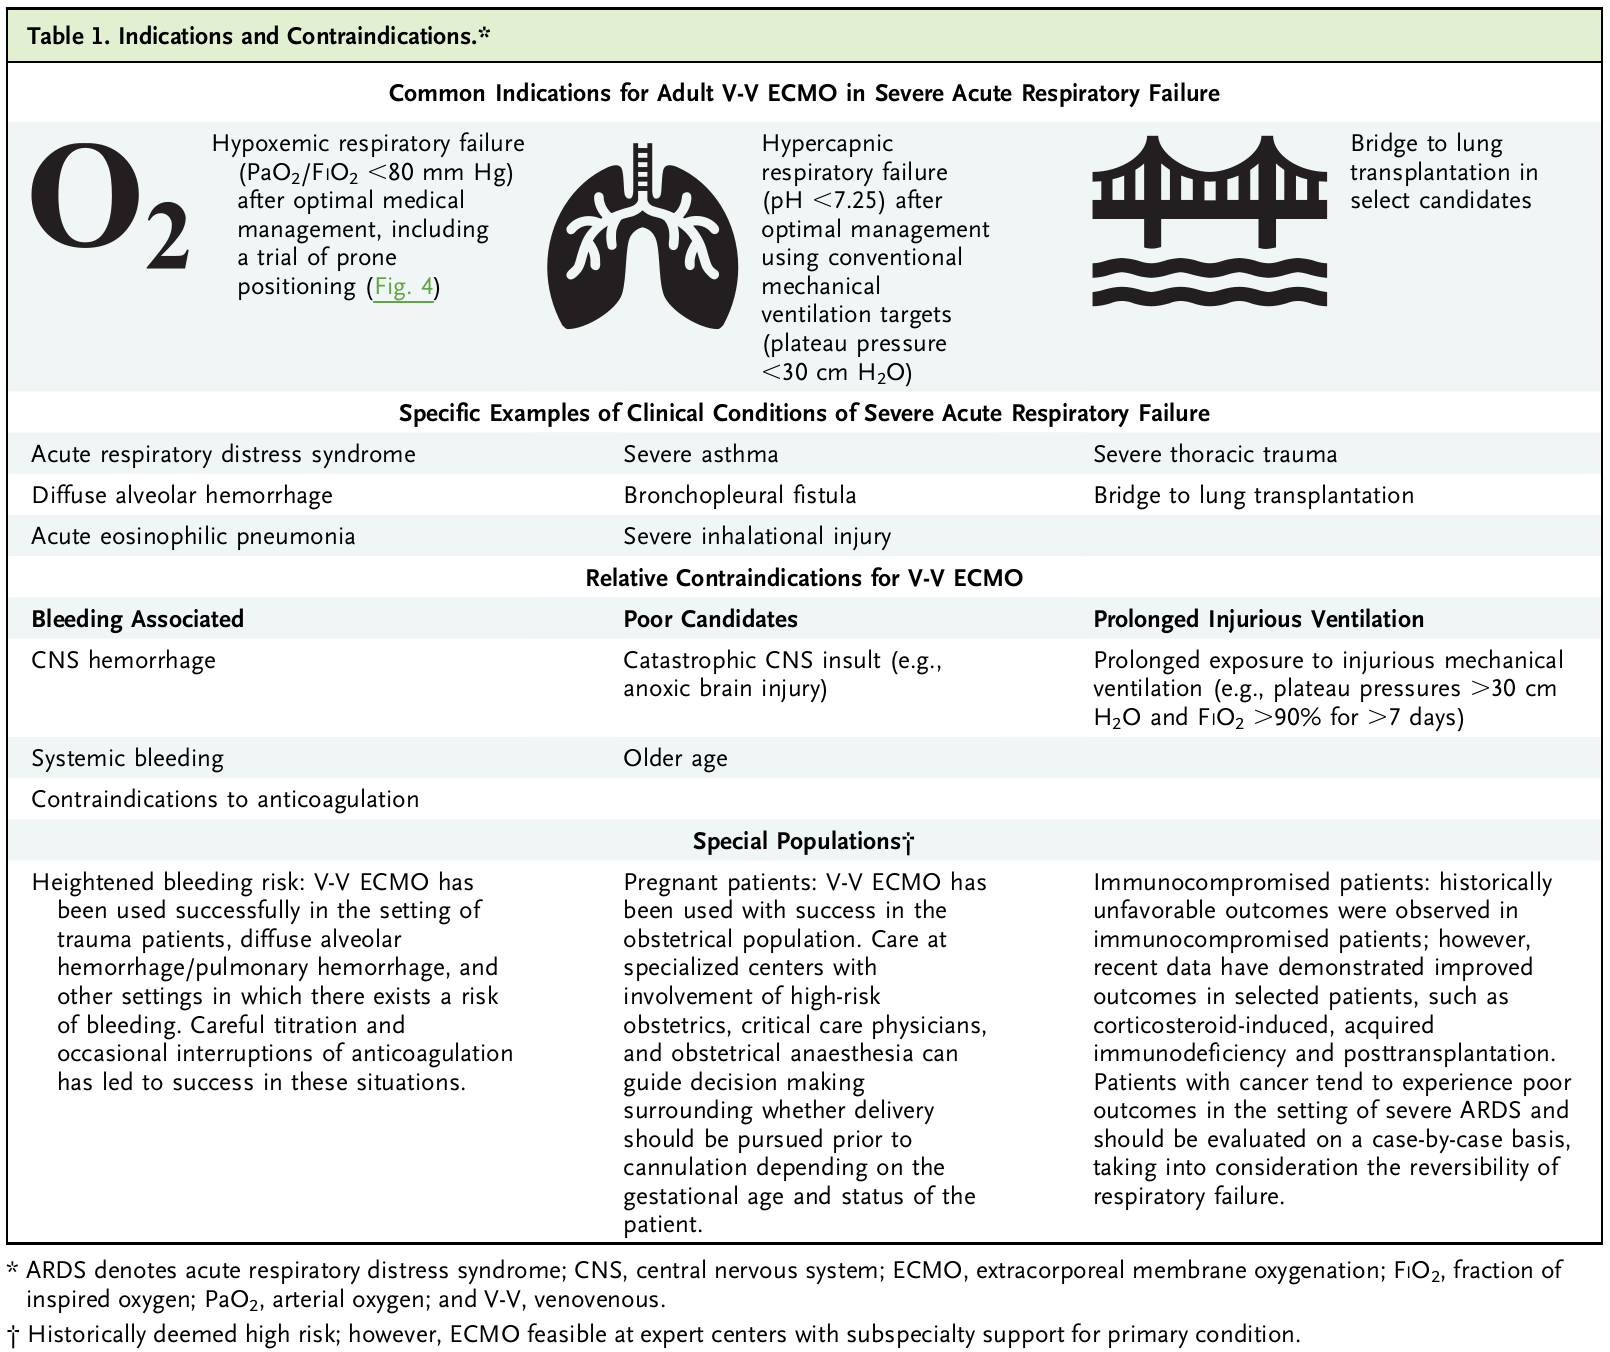 Table 1. Indications and Contraindications.*
Common Indications for Adult V-V ECMO in Severe Acute Respiratory Failure
O2
Hypoxemic respiratory failure
(PaO2/FIO2 <80 mm Hg)
after optimal medical
management, including
a trial of prone
positioning (Fig. 4)
Hypercapnic
respiratory failure
(pH <7.25) after
optimal management
using conventional
mechanical
ventilation targets
(plateau pressure
<30 cm H2O)
Bridge to lung
transplantation in
select candidates
Specific Examples of Clinical Conditions of Severe Acute Respiratory Failure
Acute respiratory distress syndrome
Severe asthma
Severe thoracic trauma
Diffuse alveolar hemorrhage
Bronchopleural fistula
Bridge to lung transplantation
Acute eosinophilic pneumonia
Severe inhalational injury
Relative Contraindications for V-V ECMO
Bleeding Associated
Poor Candidates
Prolonged Injurious Ventilation
CNS hemorrhage
Catastrophic CNS insult (e.g.,
anoxic brain injury)
Prolonged exposure to injurious mechanical
ventilation (e.g., plateau pressures >30 cm
H2O and FIO2 >90% for >7 days)
Systemic bleeding
Older age
Contraindications to anticoagulation
Special Populations†
Heightened bleeding risk: V-V ECMO has
been used successfully in the setting of
trauma patients, diffuse alveolar
hemorrhage/pulmonary hemorrhage, and
other settings in which there exists a risk
of bleeding. Careful titration and
occasional interruptions of anticoagulation
has led to success in these situations.
Pregnant patients: V-V ECMO has
been used with success in the
obstetrical population. Care at
specialized centers with
involvement of high-risk
obstetrics, critical care physicians,
and obstetrical anaesthesia can
guide decision making
surrounding whether delivery
should be pursued prior to
cannulation depending on the
gestational age and status of the
patient.
Immunocompromised patients: historically
unfavorable outcomes were observed in
immunocompromised patients; however,
recent data have demonstrated improved
outcomes in selected patients, such as
corticosteroid-induced, acquired
immunodeficiency and posttransplantation.
Patients with cancer tend to experience poor
outcomes in the setting of severe ARDS and
should be evaluated on a case-by-case basis,
taking into consideration the reversibility of
respiratory failure.
* ARDS denotes acute respiratory distress syndrome; CNS, central nervous system; ECMO, extracorporeal membrane oxygenation; FIO2, fraction of
inspired oxygen; PaO2, arterial oxygen; and V-V, venovenous.
† Historically deemed high risk; however, ECMO feasible at expert centers with subspecialty support for primary condition.